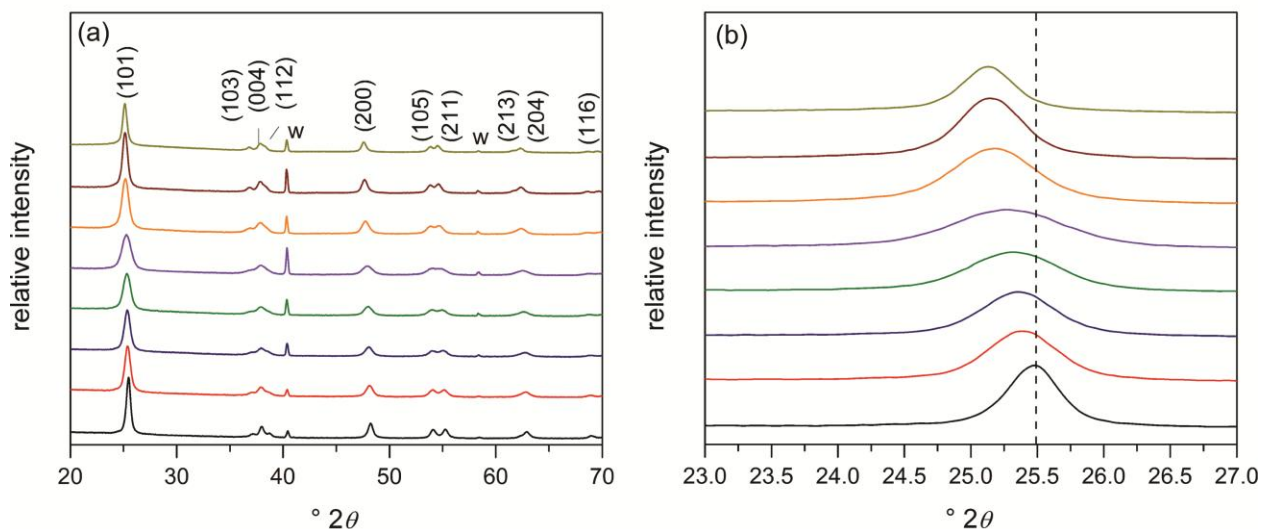 (a)
(101)
(103)
(004)
(112)
w
(200)
(105)
(211)
w
(213)
(204)
(116)
relative intensity
20 30 40 50 60 70
° 2θ
(b)
relative intensity
23.0 23.5 24.0 24.5 25.0 25.5 26.0 26.5 27.0
° 2θ